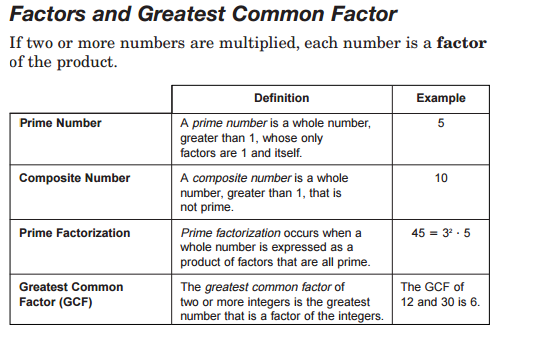 Factors and Greatest Common Factor
If two or more numbers are multiplied, each number is a factor
of the product.
Definition
Example
Prime Number
A prime number is a whole number,
greater than 1, whose only
factors are 1 and itself.
5
Composite Number
A composite number is a whole
number, greater than 1, that is
not prime.
10
Prime Factorization
Prime factorization occurs when a
whole number is expressed as a
product of factors that are all prime.
45 = 3² · 5
Greatest Common
Factor (GCF)
The greatest common factor of
two or more integers is the greatest
number that is a factor of the integers.
The GCF of
12 and 30 is 6.